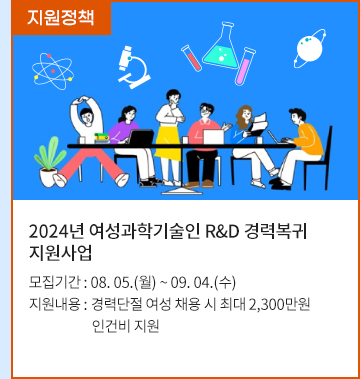 지원정책
2024년 여성과학기술인 R&D 경력복귀
지원사업
모집기간 : 08. 05.(월) ~ 09. 04.(수)
지원내용 : 경력단절 여성 채용 시 최대 2,300만원
인건비 지원